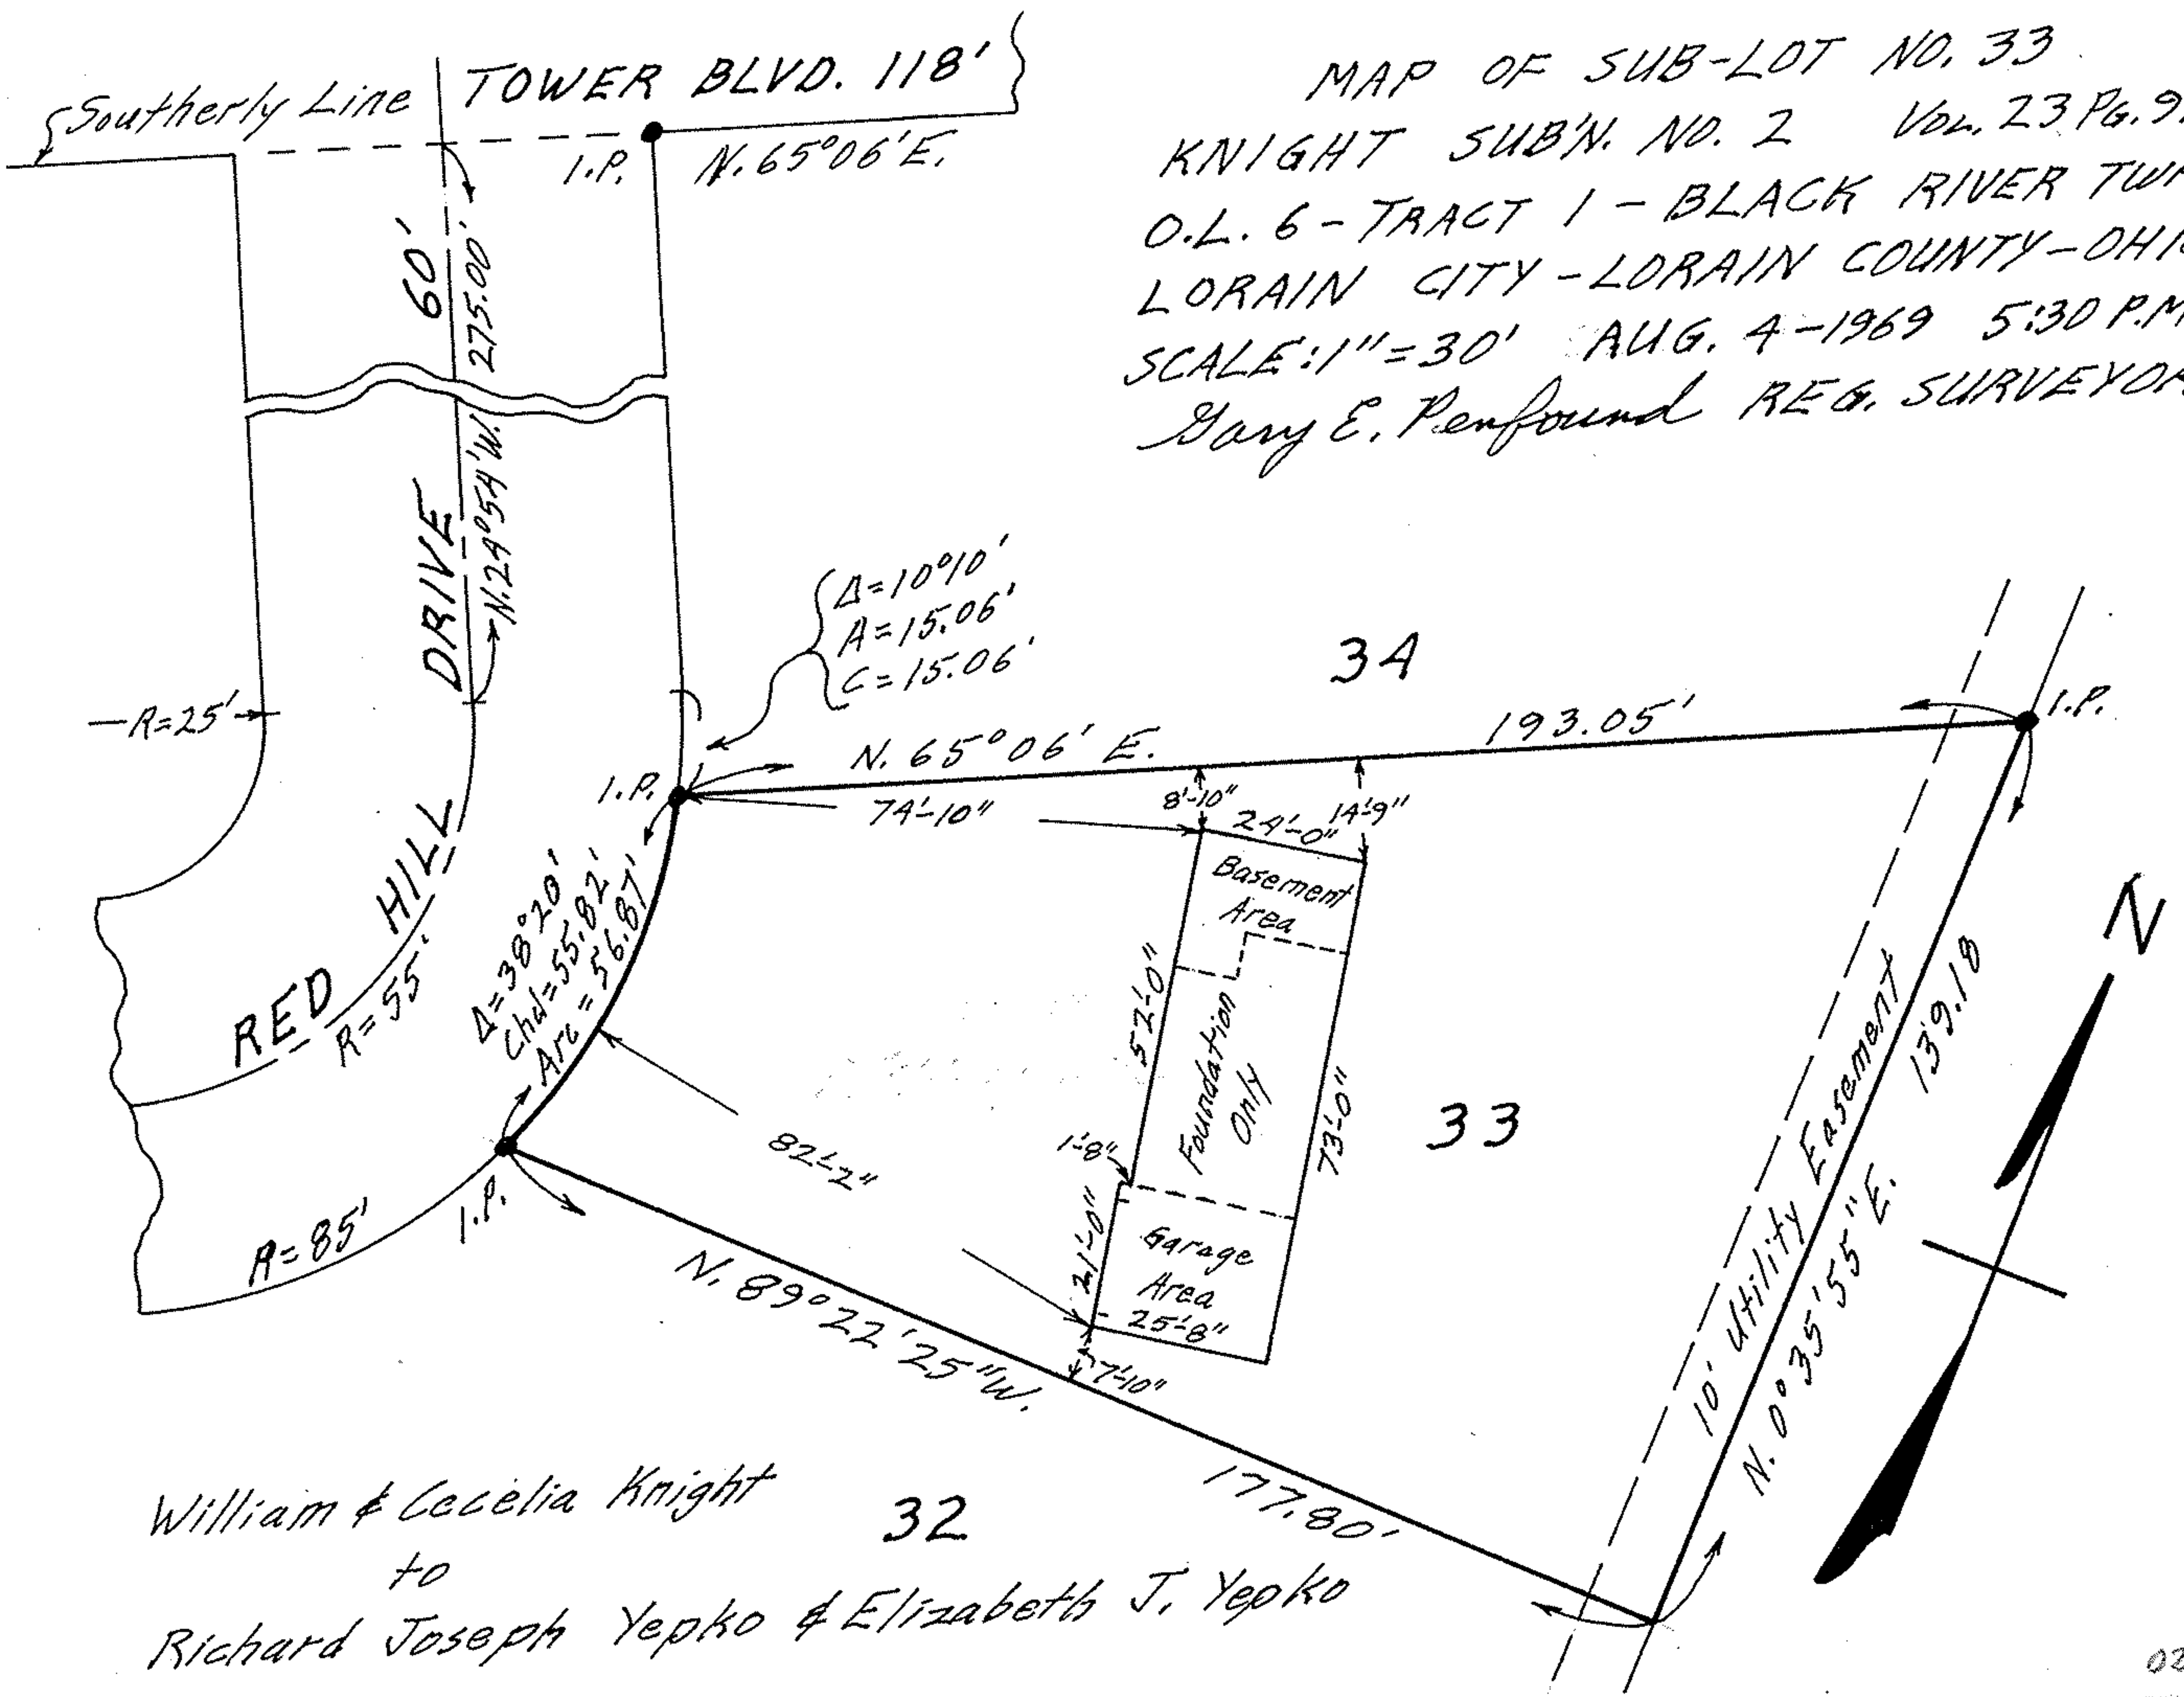 MAP OF SUB-LOT NO. 33
KNIGHT SUB'N. NO. 2 VOL. 23 PG. 9
O.L. 6 - TRACT 1 - BLACK RIVER TW
LORAIN CITY - LORAIN COUNTY - OHI
SCALE: 1" = 30' AUG. 4 - 1969 5:30 P.M
Gary E. Penfound REG. SURVEYOR
Southerly Line
TOWER BLVD. 118'
I.P.
N. 65°06' E.
60'
275.00'
N. 24°54' W.
DRIVE
R=25'
Δ=10°10'
A=15.06'
C=15.06'
34
193.05'
I.P.
N. 65°06' E.
I.P.
74'-10"
8'-10"
14'-9"
24'-0"
Basement
Area
HILL
RED
R=55'
Δ=38°20'
Chd=55.82'
Arc=56.87'
52'-0"
Foundation
Only
73'-0"
33
139.18
N
10' Utility Easement
N. 0°35'55" E.
82'-2"
1'-8"
21'-0"
Garage
Area
25'-8"
7'-10"
I.P.
R=85'
N. 89°22'25" W.
177.80'
32
William & Cecelia Knight
to
Richard Joseph Yepko & Elizabeth J. Yepko
02